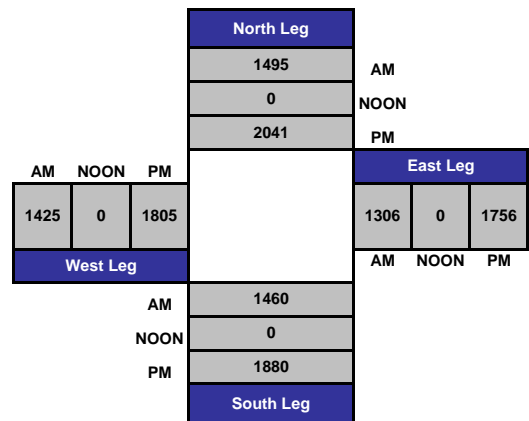 North Leg
1495 AM
0 NOON
2041 PM
AM NOON PM
East Leg
1425 0 1805
1306 0 1756
West Leg
AM NOON PM
AM 1460
NOON 0
PM 1880
South Leg